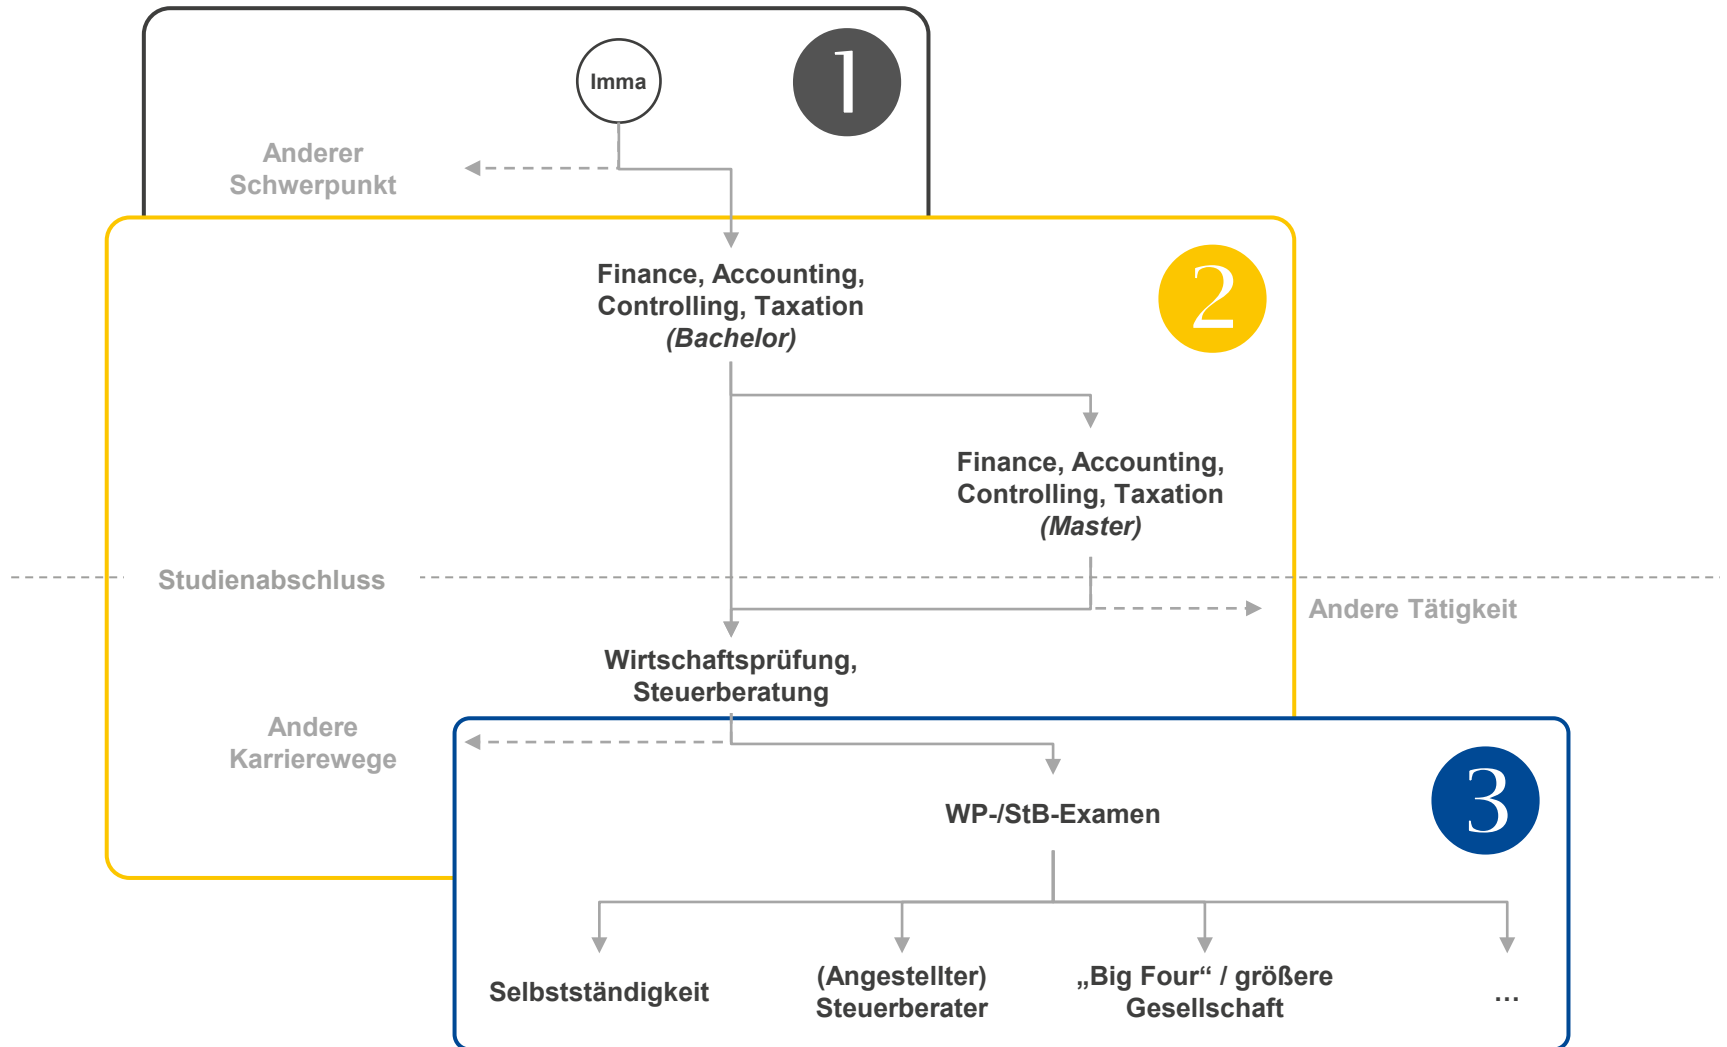 Imma
1
Anderer
Schwerpunkt
Finance, Accounting,
Controlling, Taxation
(Bachelor)
2
Finance, Accounting,
Controlling, Taxation
(Master)
Studienabschluss
Andere Tätigkeit
Wirtschaftsprüfung,
Steuerberatung
Andere
Karrierewege
3
WP-/StB-Examen
Selbstständigkeit
(Angestellter)
Steuerberater
„Big Four“ / größere
Gesellschaft
...